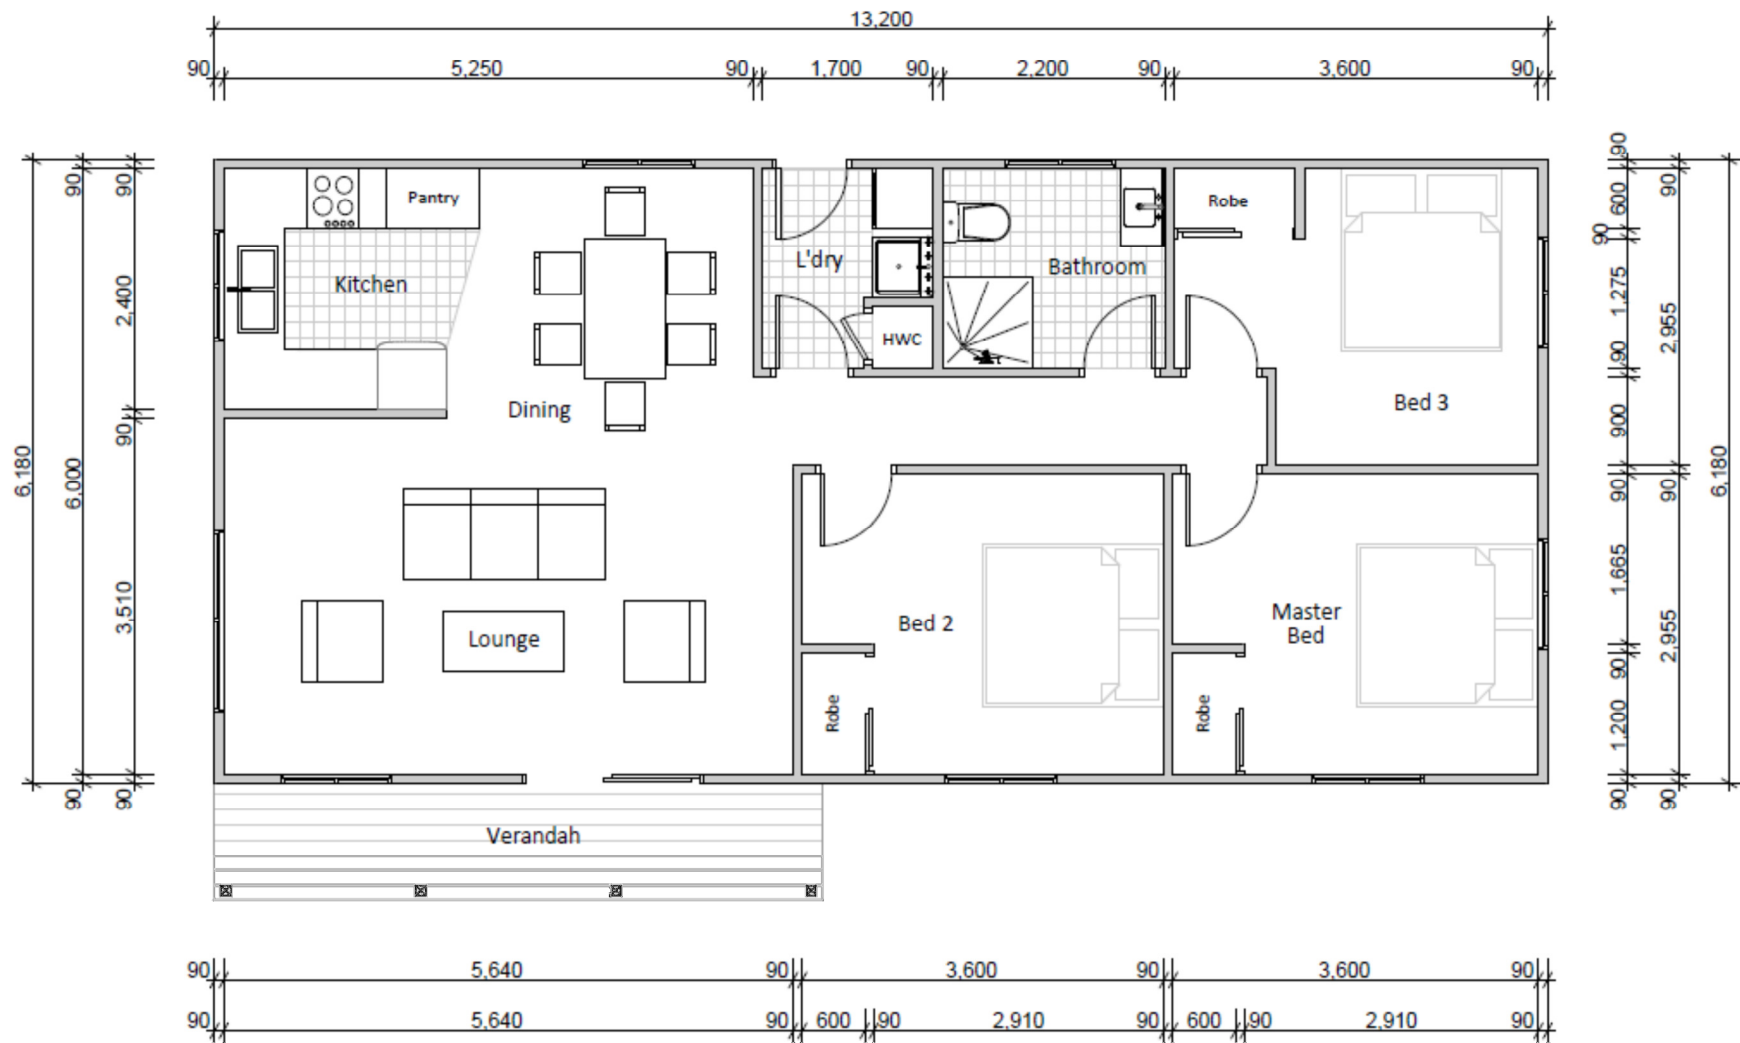 13,200
90 5,250 90 1,700 90 2,200 90 3,600 90
6,180
90 6,000 90
90 2,400 90 3,510 90
90 600 90 1,275 90 900 90 1,665 90 1,200 90
90 2,955 90 2,955 90
6,180
Pantry
Kitchen
Dining
L'dry
HWC
Bathroom
Robe
Bed 3
Lounge
Bed 2
Robe
Master
Bed
Robe
Verandah
90 5,640 90 3,600 90 3,600 90
90 5,640 90 600 90 2,910 90 600 90 2,910 90